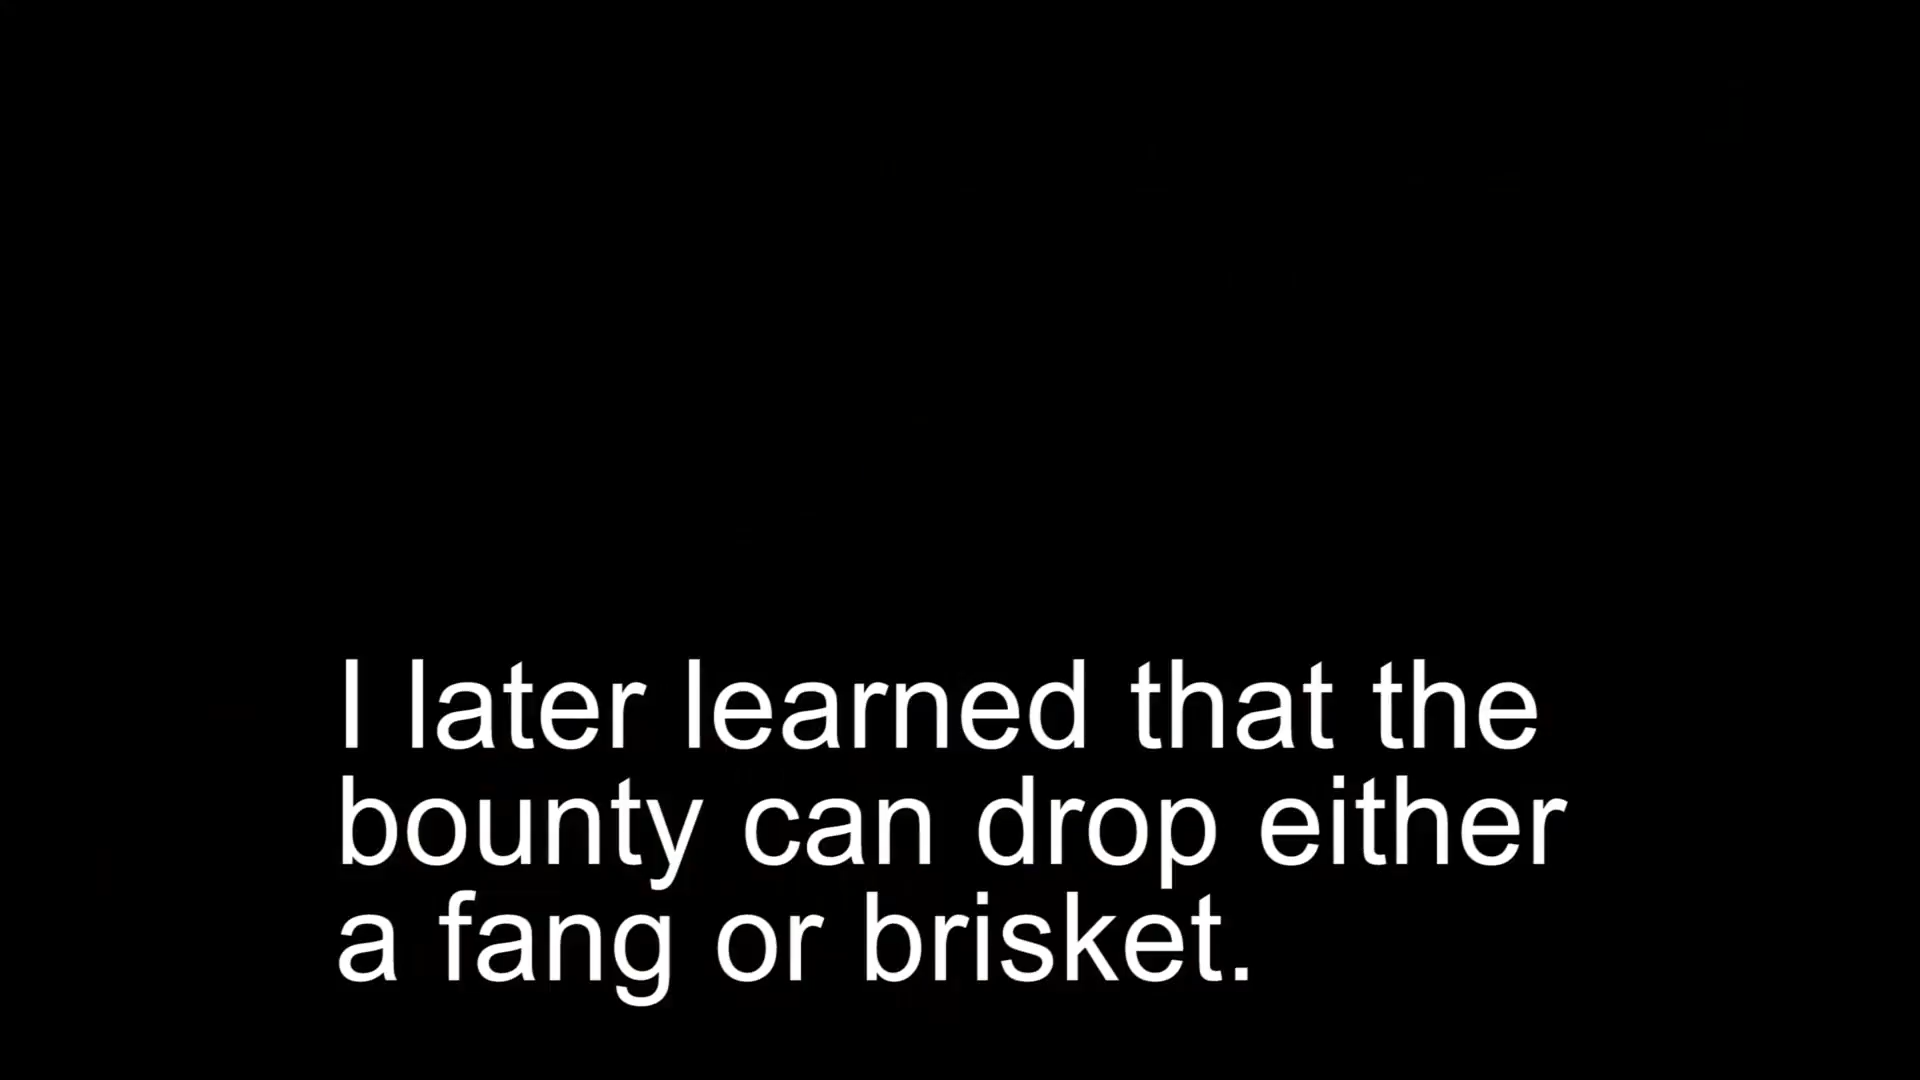 I later learned that the
bounty can drop either
a fang or brisket.